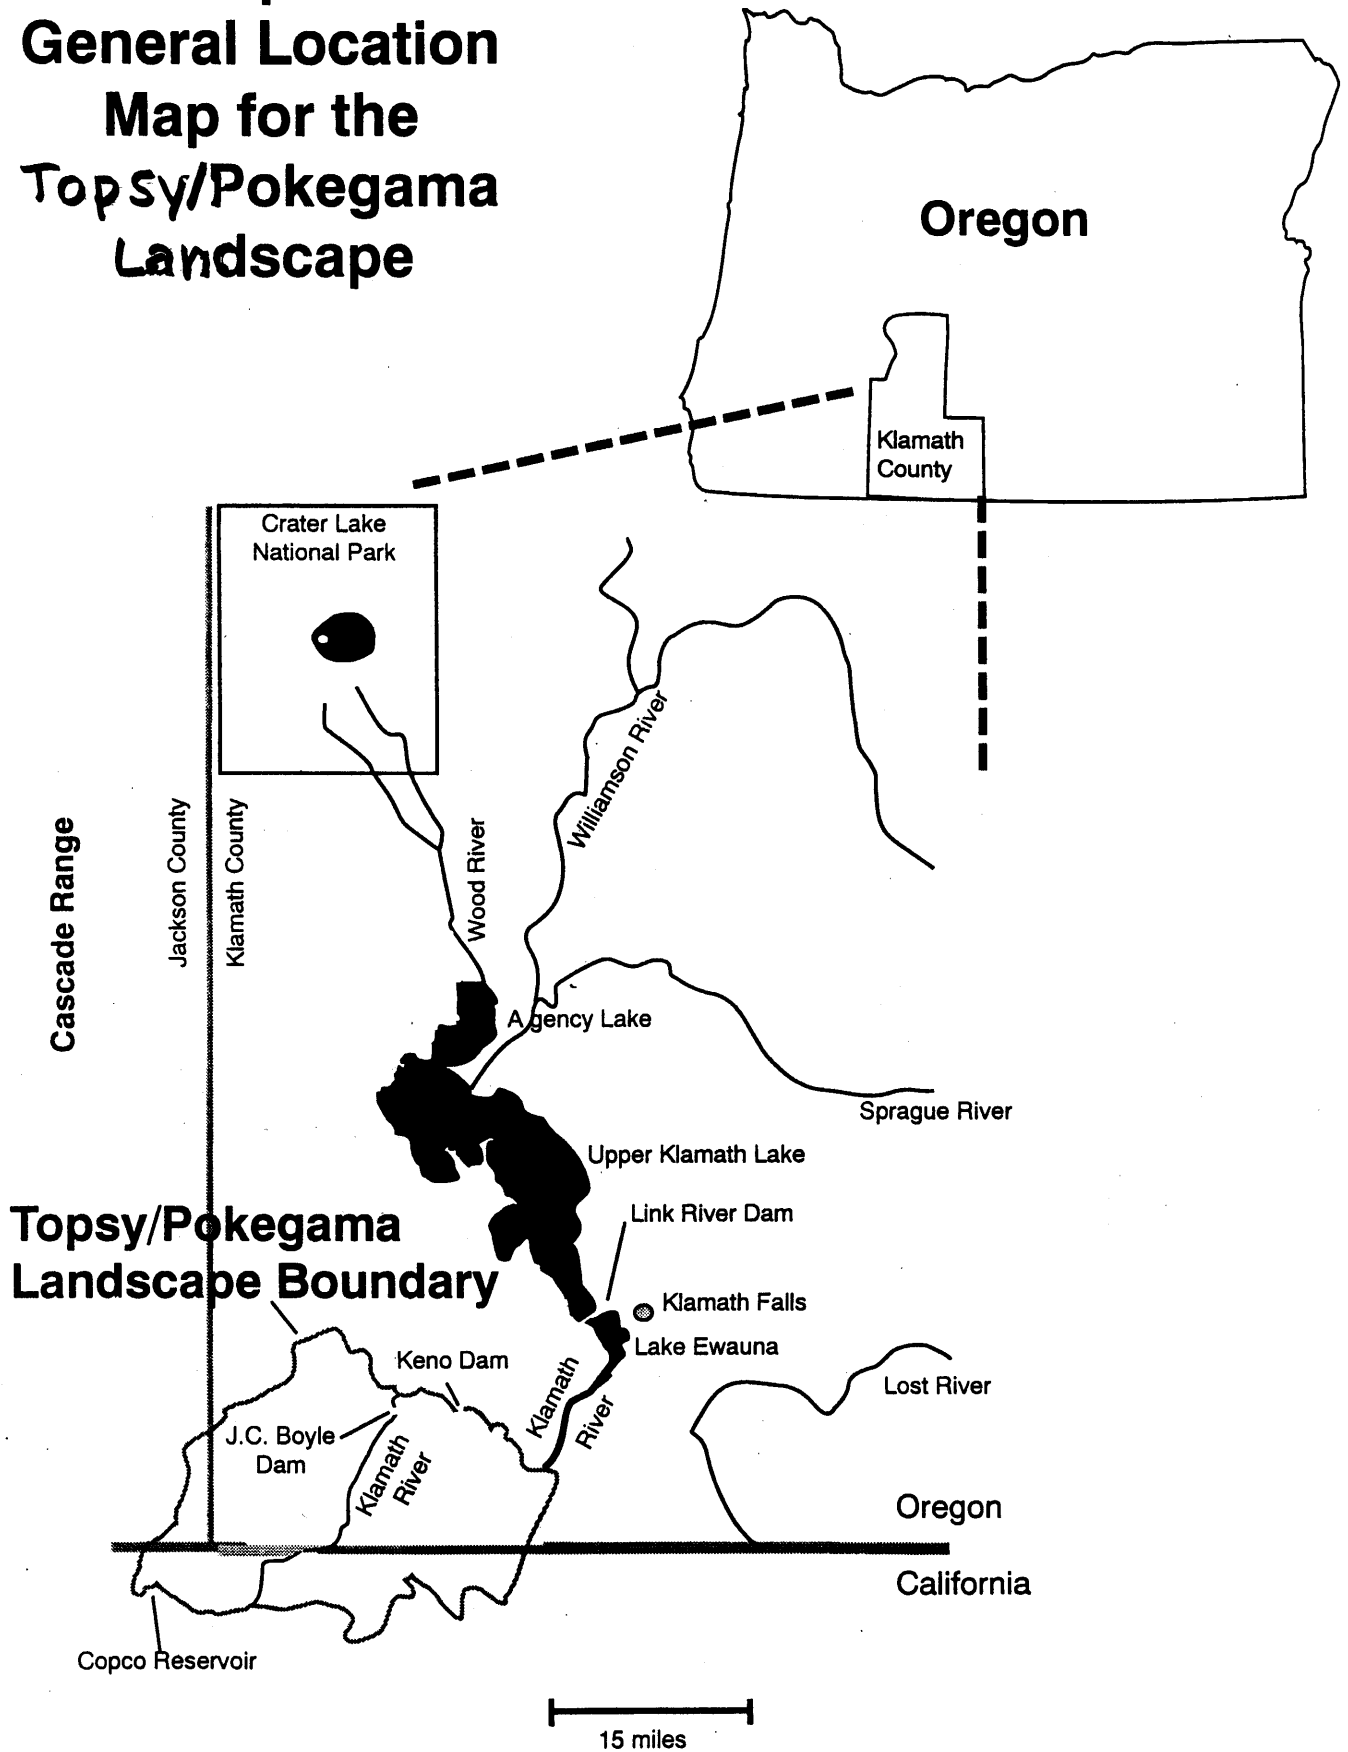 General Location
Map for the
Topsy/Pokegama
Landscape
Oregon
Klamath
County
Crater Lake
National Park
Williamson River
Wood River
Jackson County
Klamath County
Cascade Range
Agency Lake
Sprague River
Upper Klamath Lake
Link River Dam
Topsy/Pokegama
Landscape Boundary
Klamath Falls
Lake Ewauna
Keno Dam
Klamath
River
Lost River
J.C. Boyle
Dam
Klamath
River
Oregon
California
Copco Reservoir
15 miles